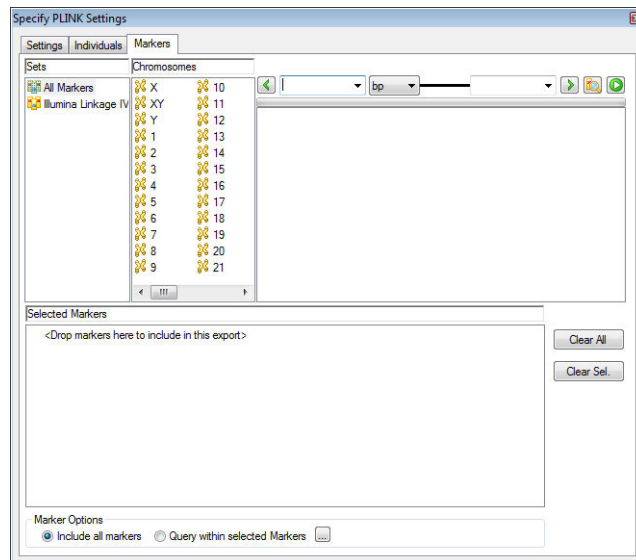 Specify PLINK Settings
Settings Individuals Markers
Sets Chromosomes
All Markers
Illumina Linkage IV
X 10
XY 11
Y 12
1 13
2 14
3 15
4 16
5 17
6 18
7 19
8 20
9 21
bp
Selected Markers
<Drop markers here to include in this export>
Clear All
Clear Sel.
Marker Options
Include all markers Query within selected Markers ...